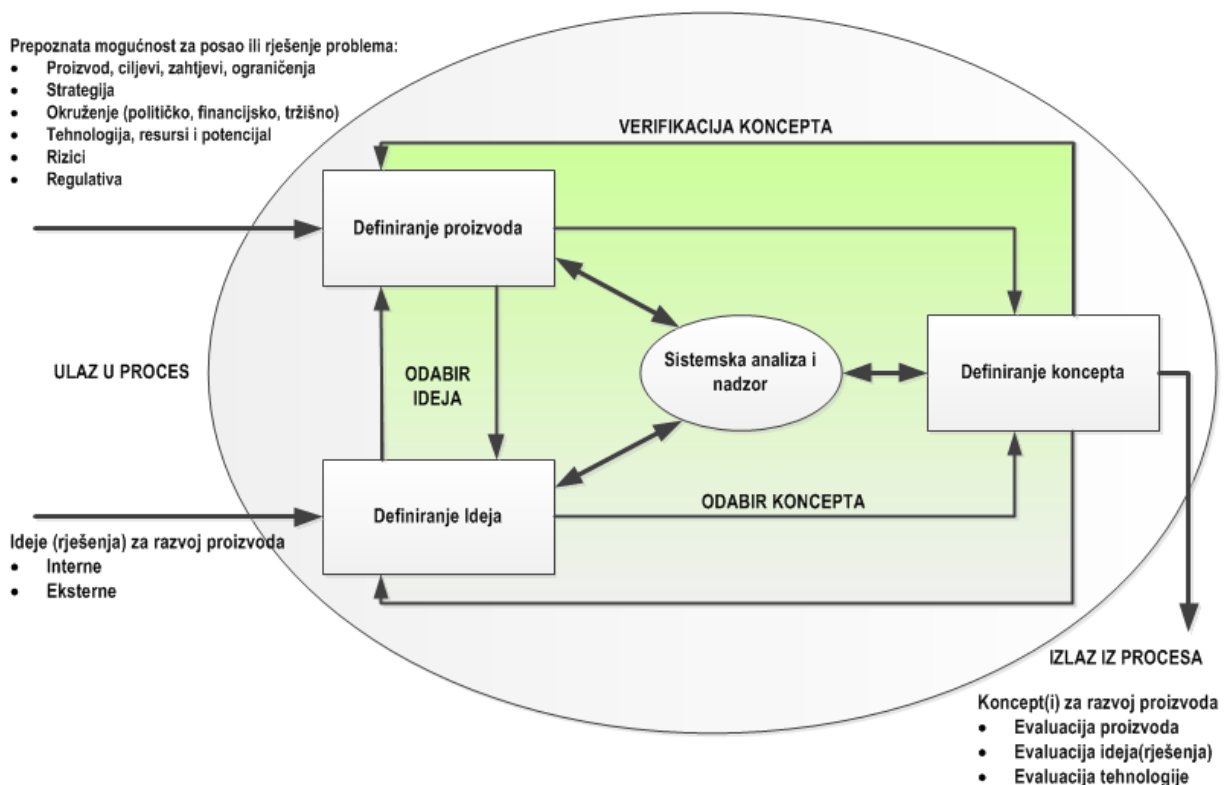 Prepoznata mogućnost za posao ili rješenje problema:
• Proizvod, ciljevi, zahtjevi, ograničenja
• Strategija
• Okruženje (političko, financijsko, tržišno)
• Tehnologija, resursi i potencijal
• Rizici
• Regulativa
VERIFIKACIJA KONCEPTA
Definiranje proizvoda
ULAZ U PROCES
ODABIR
IDEJA
Sistemska analiza i
nadzor
Definiranje koncepta
Definiranje Ideja
ODABIR KONCEPTA
Ideje (rješenja) za razvoj proizvoda
• Interne
• Eksterne
IZLAZ IZ PROCESA
Koncept(i) za razvoj proizvoda
• Evaluacija proizvoda
• Evaluacija ideja(rješenja)
• Evaluacija tehnologije